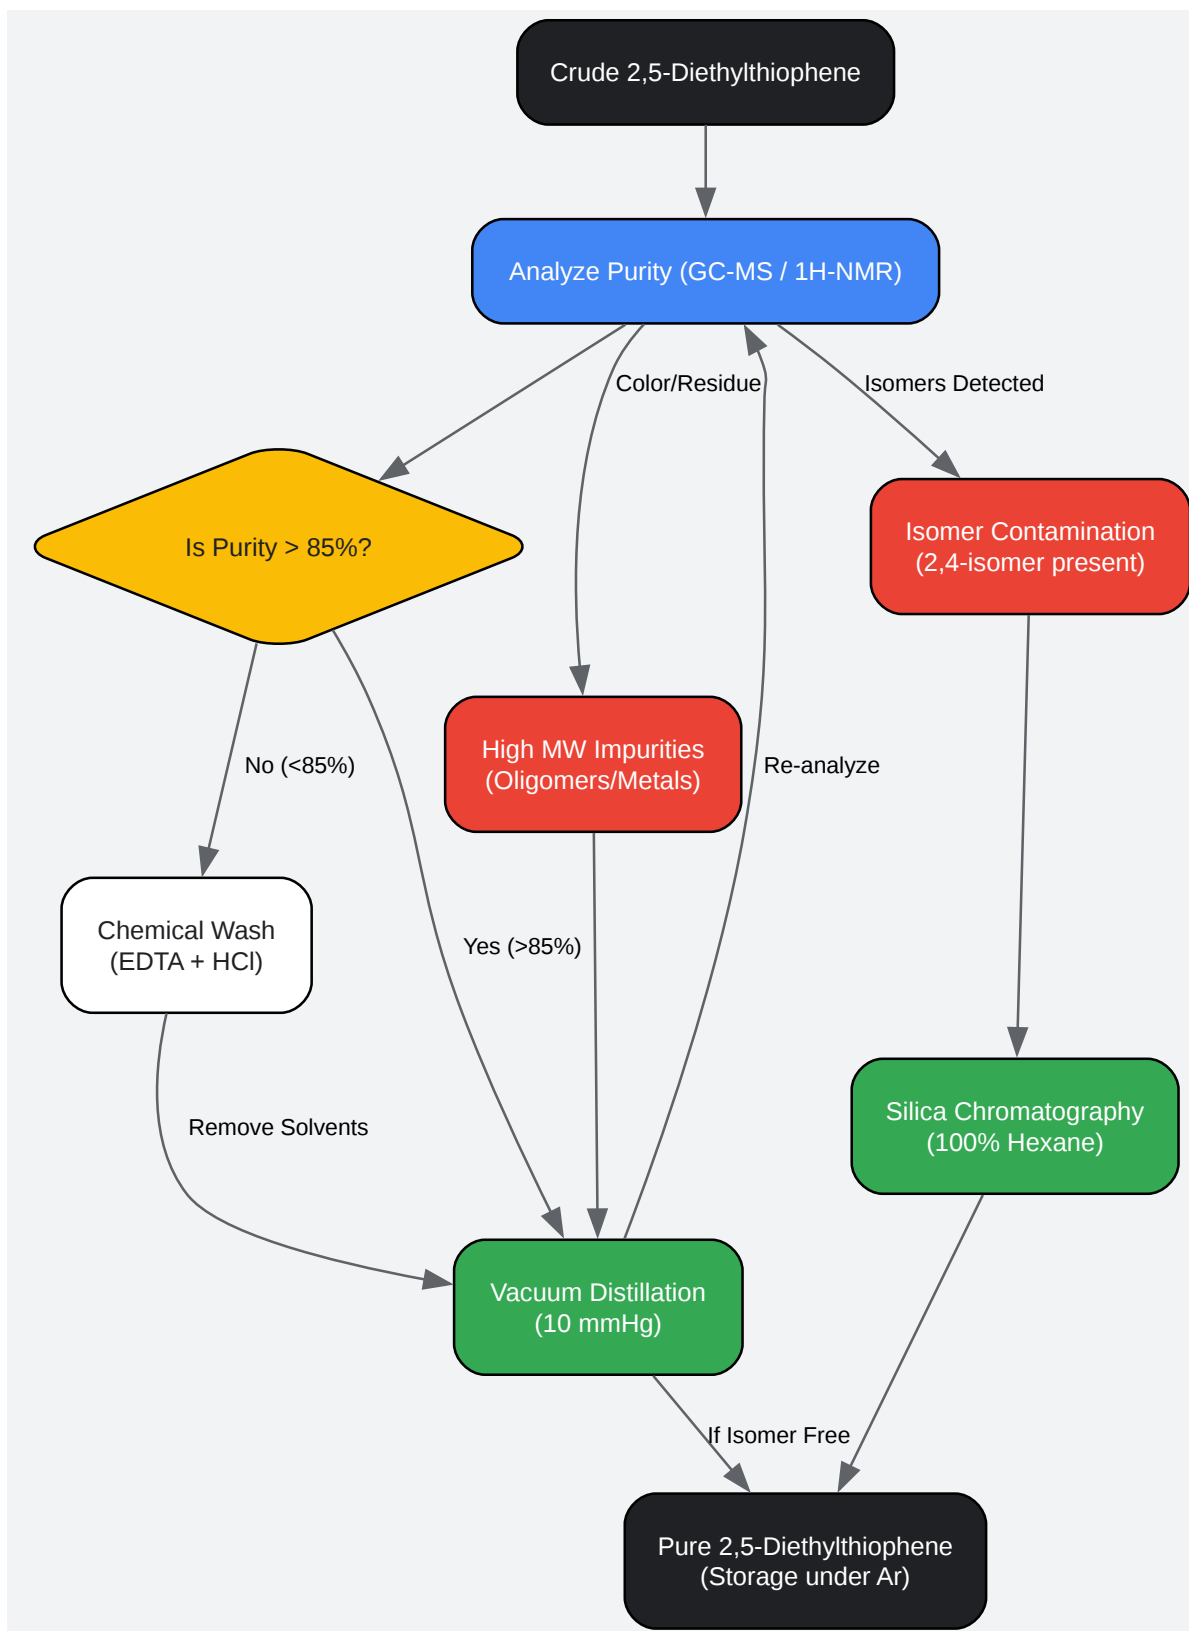 Crude 2,5-Diethylthiophene
Analyze Purity (GC-MS / 1H-NMR)
Color/Residue
Isomers Detected
Is Purity > 85%?
Isomer Contamination
(2,4-isomer present)
No (<85%)
High MW Impurities
(Oligomers/Metals)
Re-analyze
Chemical Wash
(EDTA + HCl)
Yes (>85%)
Remove Solvents
Silica Chromatography
(100% Hexane)
Vacuum Distillation
(10 mmHg)
If Isomer Free
Pure 2,5-Diethylthiophene
(Storage under Ar)